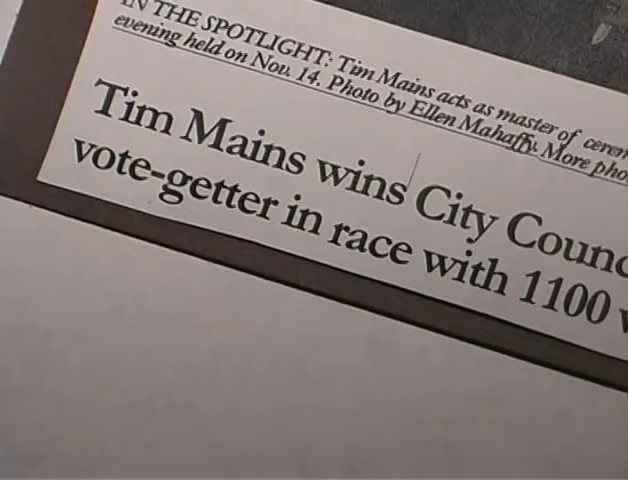 IN THE SPOTLIGHT: Tim Mains acts as master of
evening held on Nov. 14. Photo by Ellen Mahaffy. More
Tim Mains wins City
vote-getter in race with 1100